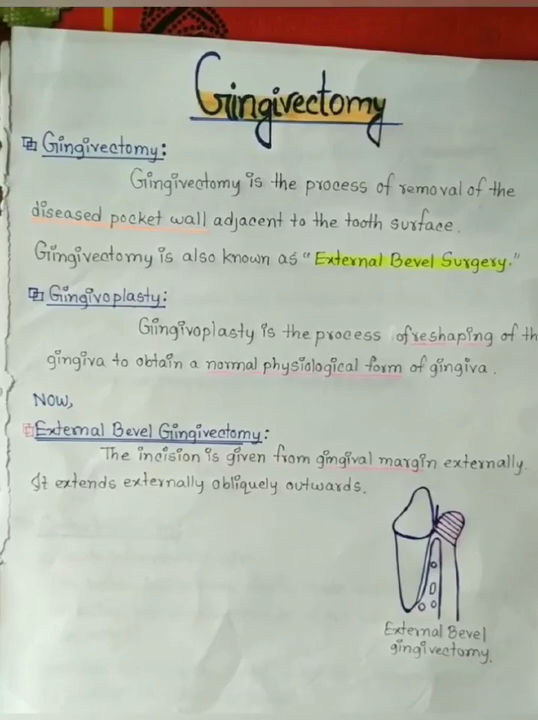 Gingivectomy
Gingivectomy:
Gingivectomy is the process of removal of the
diseased pocket wall adjacent to the tooth surface.
Gingivectomy is also known as "External Bevel Surgery."
Gingivoplasty:
Gingivoplasty is the process of reshaping of th
gingiva to obtain a normal physiological form of gingiva.
NOW,
External Bevel Gingivectomy:
The incision is given from gingival margin externally.
It extends externally obliquely outwards.
External Bevel
gingivectomy.